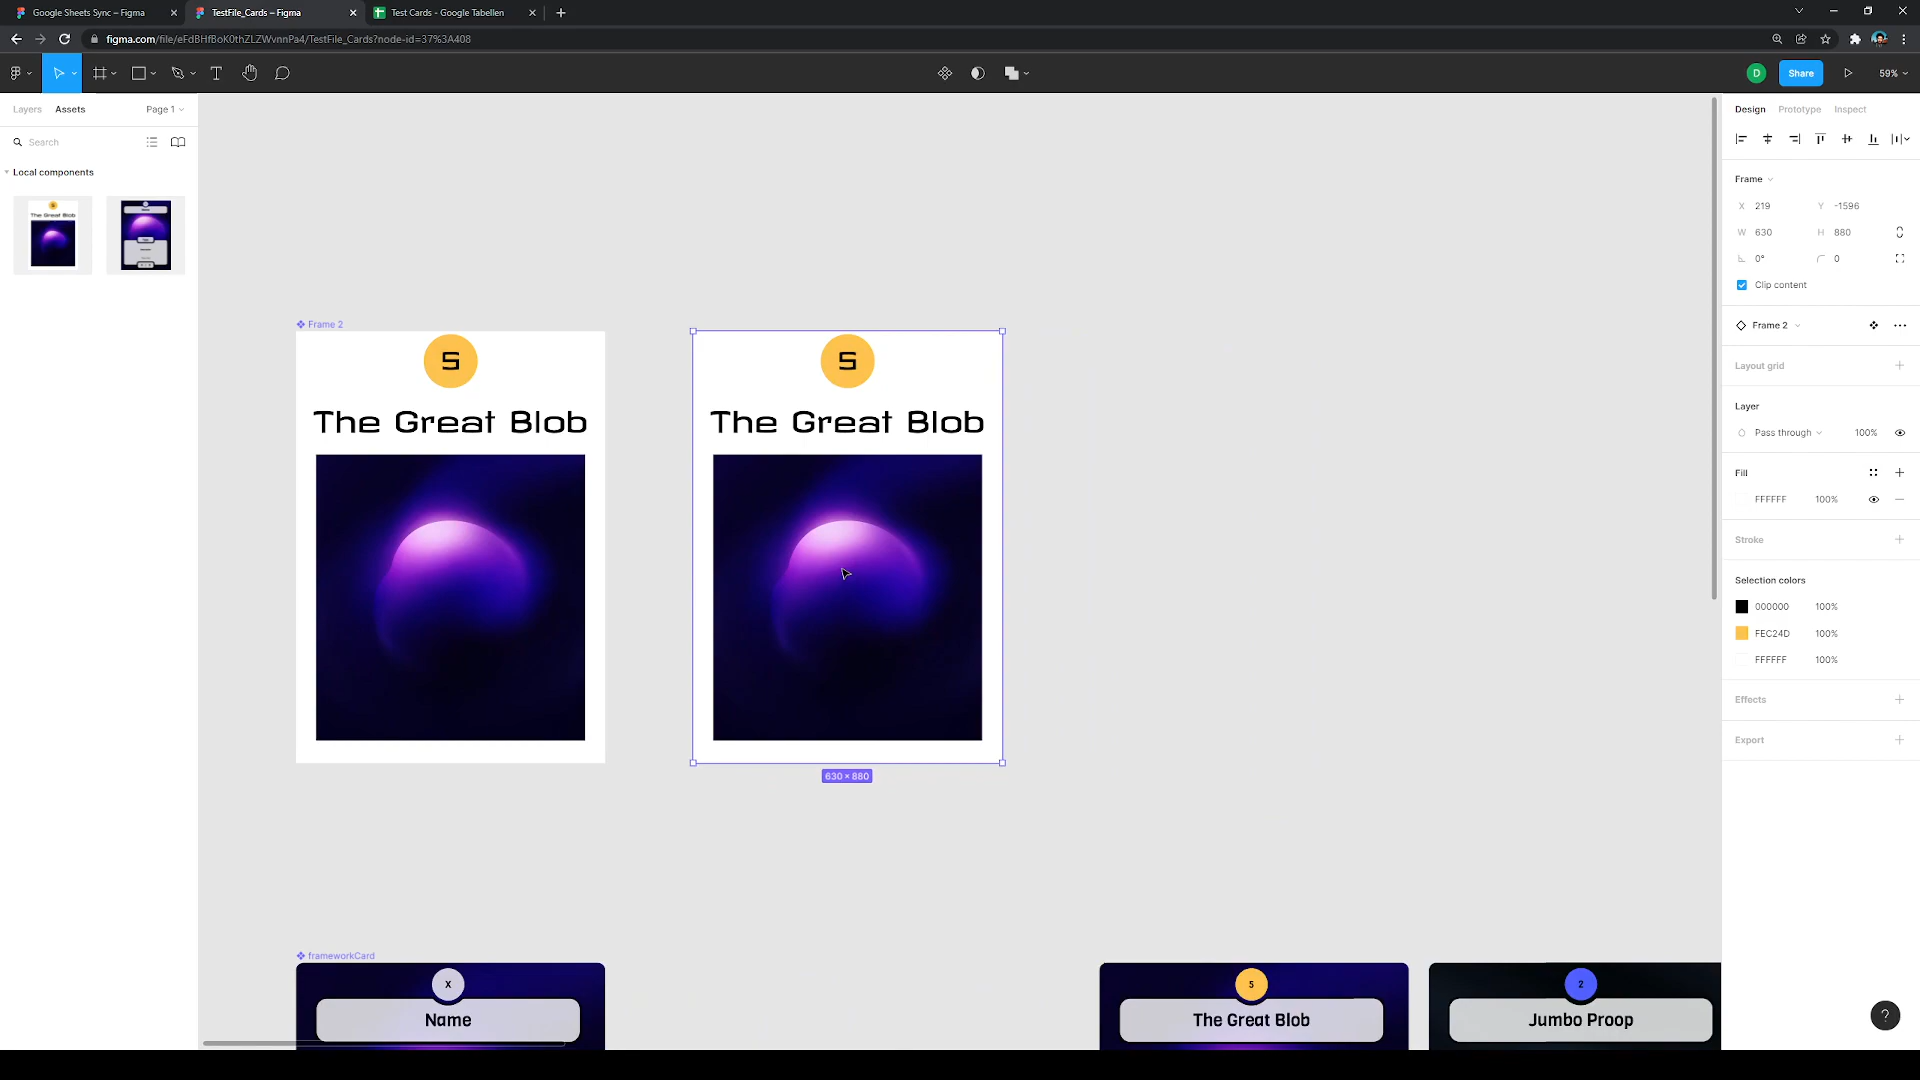 Google Sheets Sync – Figma
TestFile_Cards – Figma
Test Cards - Google Tabellen
figma.com/file/eFdBHfBoK0thZLZWvnnPa4/TestFile_Cards?node-id=37%3A408
D
Share
59%
Layers
Assets
Page 1
Search
Local components
Frame 2
5
The Great Blob
5
The Great Blob
630 × 880
frameworkCard
X
Name
5
The Great Blob
2
Jumbo Proop
Design
Prototype
Inspect
Frame
X 219
Y -1596
W 630
H 880
0°
0
Clip content
Frame 2
Layout grid
Layer
Pass through
100%
Fill
FFFFFF 100%
Stroke
Selection colors
000000 100%
FEC24D 100%
FFFFFF 100%
Effects
Export
?